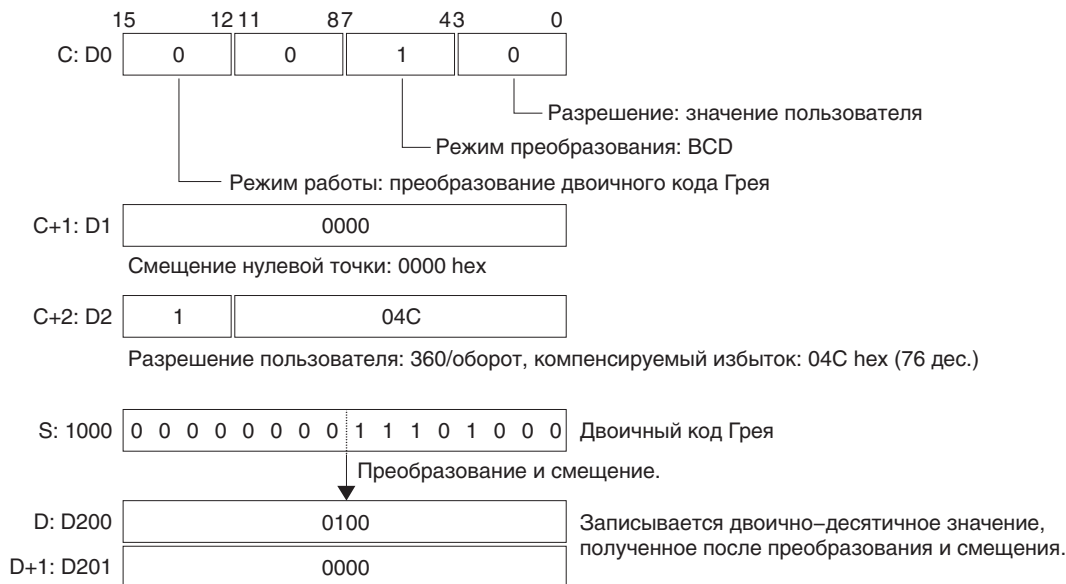 15 12 11 87 43 0
C: D0 0 0 1 0
Разрешение: значение пользователя
Режим преобразования: BCD
Режим работы: преобразование двоичного кода Грея
C+1: D1 0000
Смещение нулевой точки: 0000 hex
C+2: D2 1 04C
Разрешение пользователя: 360/оборот, компенсируемый избыток: 04C hex (76 дес.)
S: 1000 0 0 0 0 0 0 0 0 1 1 1 0 1 0 0 0 Двоичный код Грея
Преобразование и смещение.
D: D200 0100 Записывается двоично–десятичное значение,
полученное после преобразования и смещения.
D+1: D201 0000